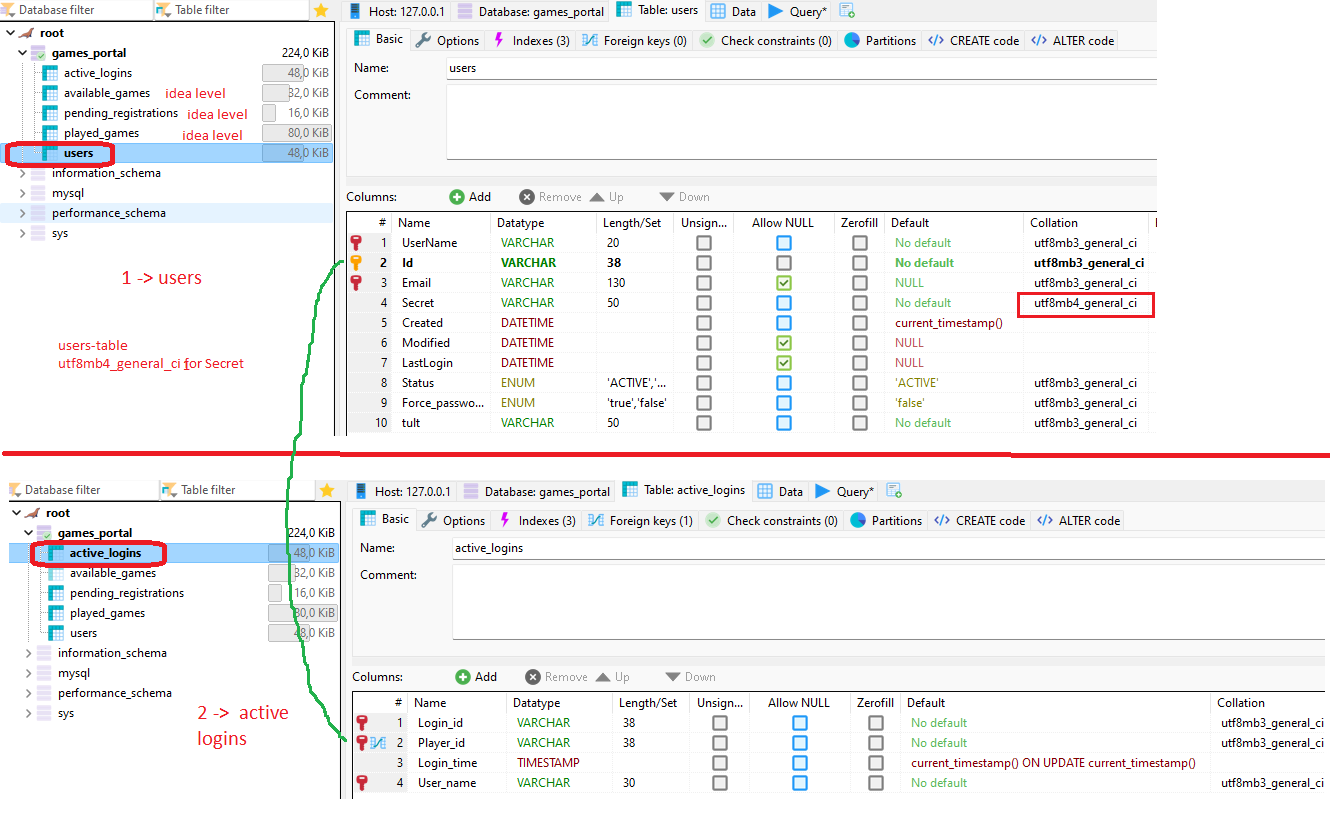 Database filter Table filter Host: 127.0.0.1 Database: games_portal Table: users Data Query*
root Basic Options Indexes (3) Foreign keys (0) Check constraints (0) Partitions CREATE code ALTER code
games_portal 224,0 KiB
active_logins 48,0 KiB Name: users
available_games idea level 32,0 KiB Comment:
pending_registrations idea level 16,0 KiB
played_games idea level 80,0 KiB
users 48,0 KiB
information_schema
mysql Columns: Add Remove Up Down
performance_schema
sys
# Name Datatype Length/Set Unsign... Allow NULL Zerofill Default Collation
1 UserName VARCHAR 20 No default utf8mb3_general_ci
2 Id VARCHAR 38 No default utf8mb3_general_ci
3 Email VARCHAR 130 NULL utf8mb3_general_ci
4 Secret VARCHAR 50 No default utf8mb4_general_ci
5 Created DATETIME current_timestamp()
6 Modified DATETIME NULL
7 LastLogin DATETIME NULL
8 Status ENUM 'ACTIVE','... 'ACTIVE' utf8mb3_general_ci
9 Force_passwo... ENUM 'true','false' 'false' utf8mb3_general_ci
10 tult VARCHAR 50 No default utf8mb3_general_ci
1 -> users
users-table
utf8mb4_general_ci for Secret
Database filter Table filter Host: 127.0.0.1 Database: games_portal Table: active_logins Data Query*
root Basic Options Indexes (3) Foreign keys (1) Check constraints (0) Partitions CREATE code ALTER code
games_portal 224,0 KiB
active_logins 48,0 KiB Name: active_logins
available_games 32,0 KiB Comment:
pending_registrations 16,0 KiB
played_games 80,0 KiB
users 48,0 KiB
information_schema
mysql Columns: Add Remove Up Down
performance_schema
sys
# Name Datatype Length/Set Unsign... Allow NULL Zerofill Default Collation
1 Login_id VARCHAR 38 No default utf8mb3_general_ci
2 Player_id VARCHAR 38 No default utf8mb3_general_ci
3 Login_time TIMESTAMP current_timestamp() ON UPDATE current_timestamp()
4 User_name VARCHAR 30 No default utf8mb3_general_ci
2 -> active
logins